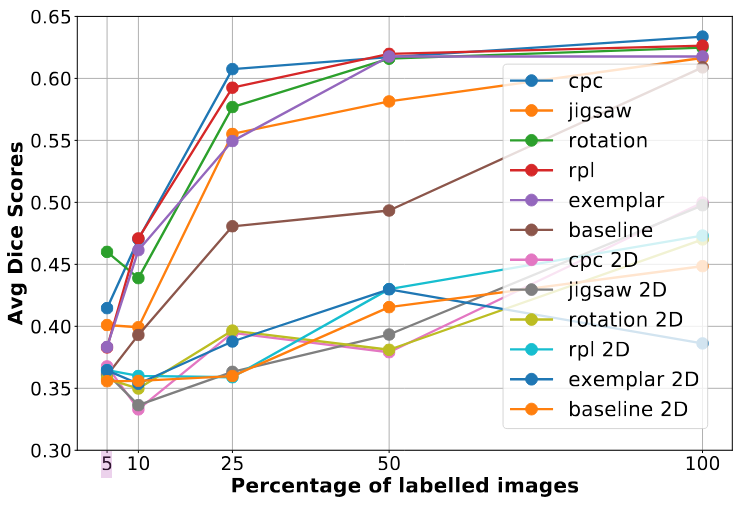 0.65
0.60
0.55
0.50
0.45
0.40
0.35
0.30
Avg Dice Scores
cpc
jigsaw
rotation
rpl
exemplar
baseline
cpc 2D
jigsaw 2D
rotation 2D
rpl 2D
exemplar 2D
baseline 2D
5 10 25 50 100
Percentage of labelled images